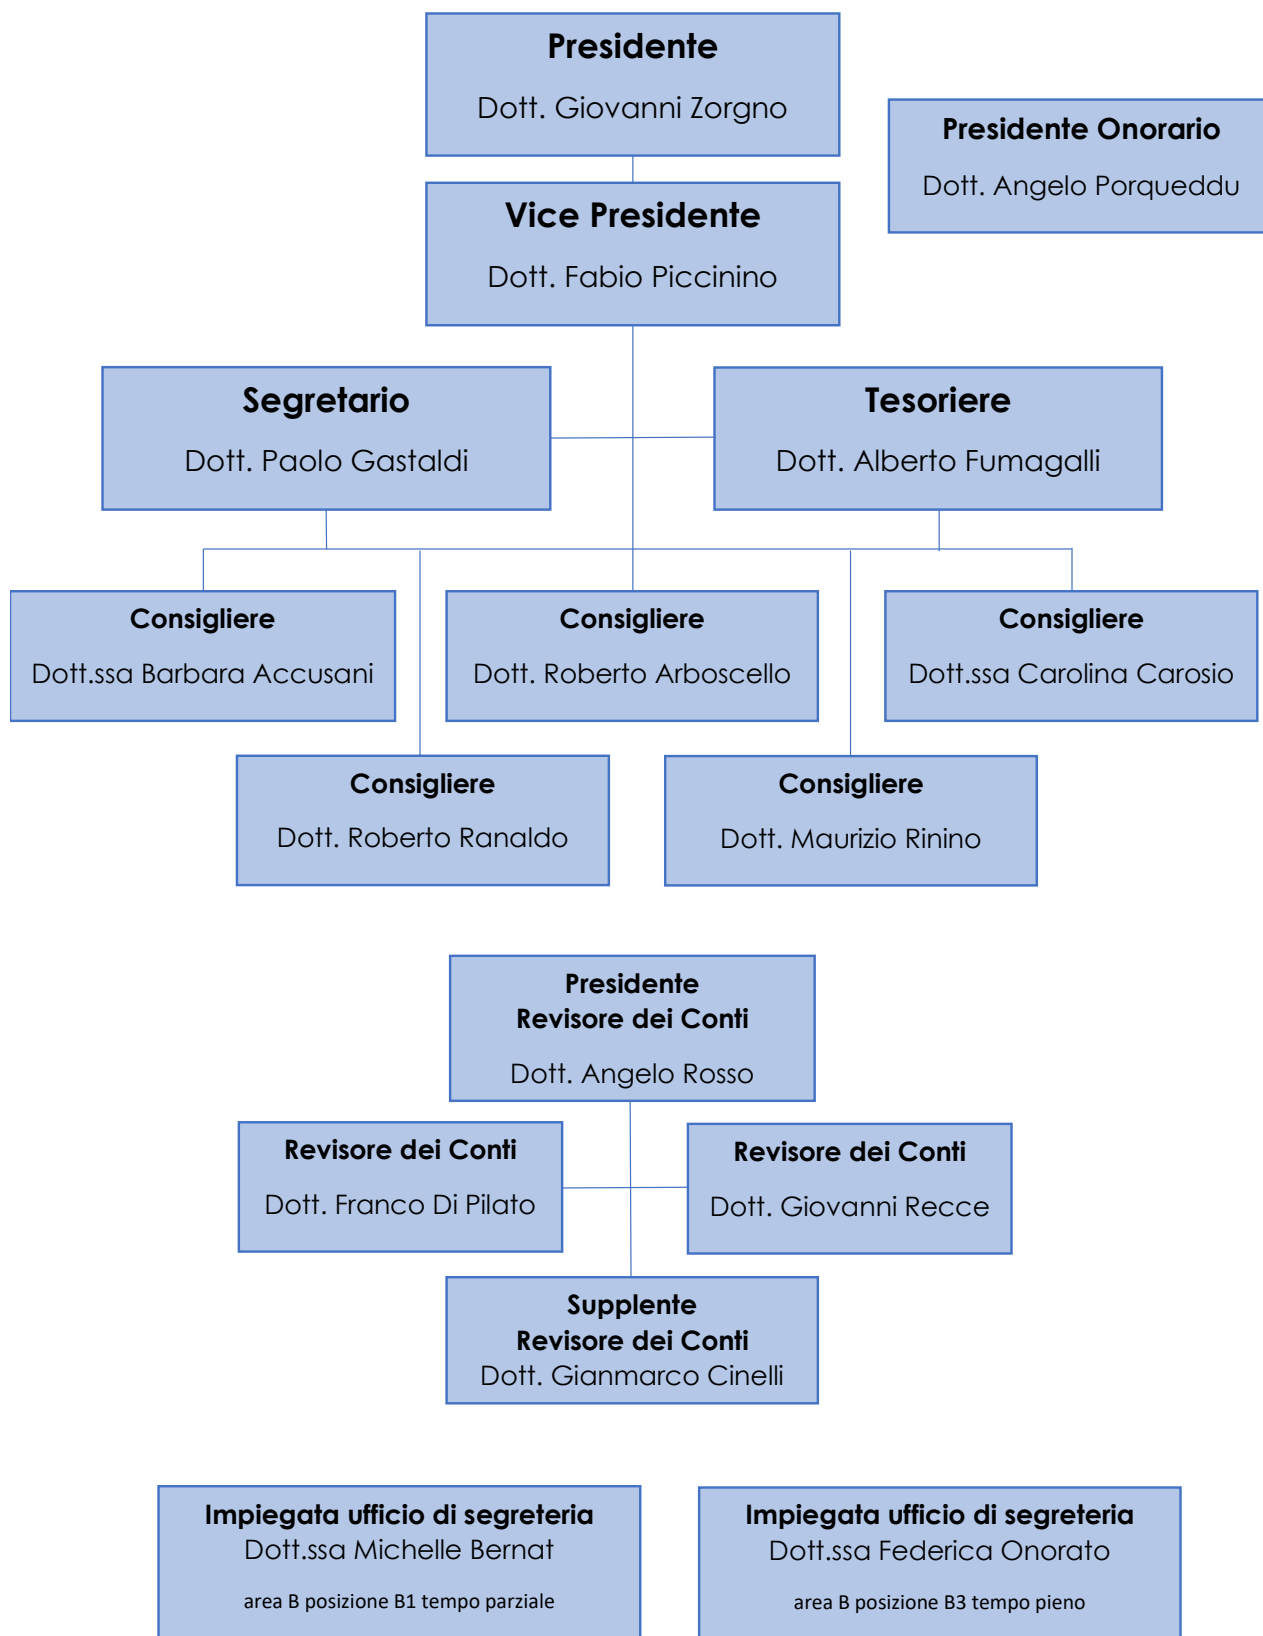 Presidente
Dott. Giovanni Zorgno
Presidente Onorario
Dott. Angelo Porqueddu
Vice Presidente
Dott. Fabio Piccinino
Segretario
Dott. Paolo Gastaldi
Tesoriere
Dott. Alberto Fumagalli
Consigliere
Dott.ssa Barbara Accusani
Consigliere
Dott. Roberto Arboscello
Consigliere
Dott.ssa Carolina Carosio
Consigliere
Dott. Roberto Ranaldo
Consigliere
Dott. Maurizio Rinino
Presidente
Revisore dei Conti
Dott. Angelo Rosso
Revisore dei Conti
Dott. Franco Di Pilato
Revisore dei Conti
Dott. Giovanni Recce
Supplente
Revisore dei Conti
Dott. Gianmarco Cinelli
Impiegata ufficio di segreteria
Dott.ssa Michelle Bernat
area B posizione B1 tempo parziale
Impiegata ufficio di segreteria
Dott.ssa Federica Onorato
area B posizione B3 tempo pieno